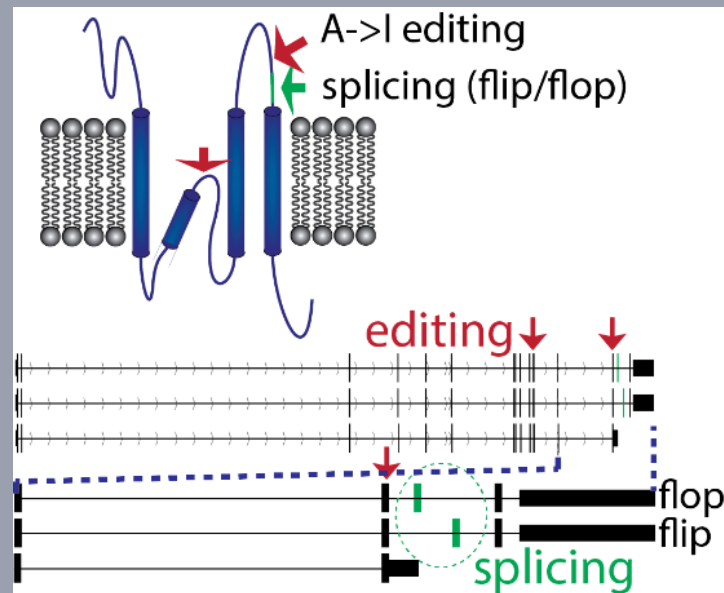 A->I editing
splicing (flip/flop)
editing
flop
flip
splicing